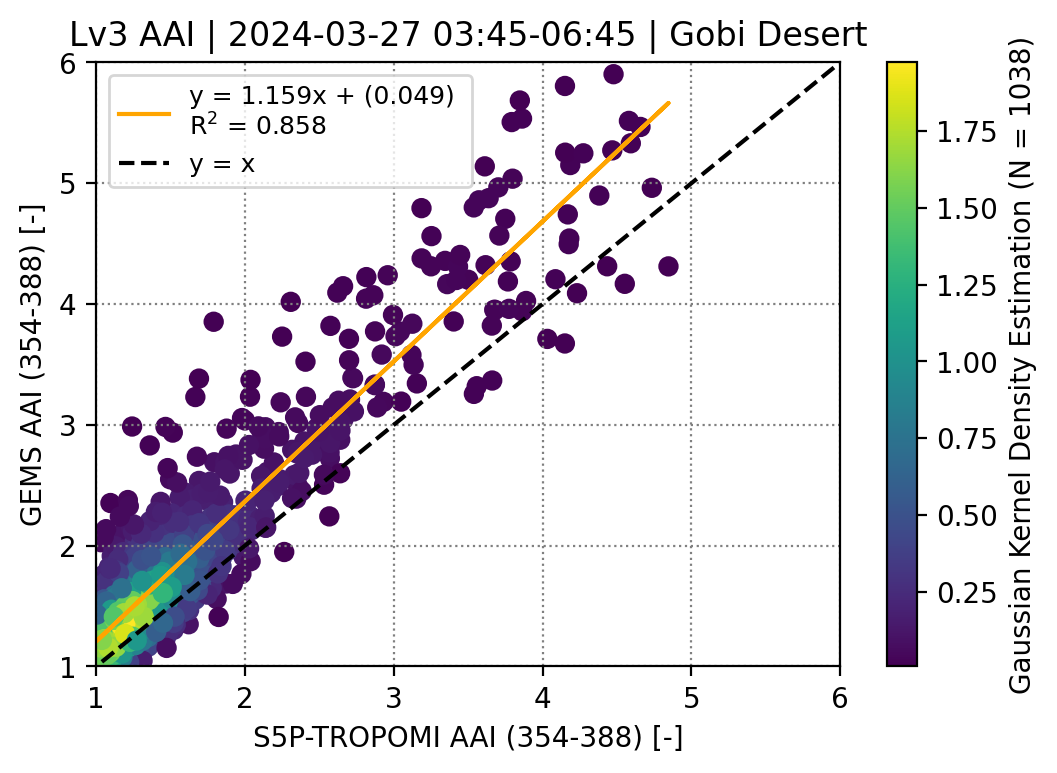 Lv3 AAI | 2024-03-27 03:45-06:45 | Gobi Desert
y = 1.159x + (0.049)
R² = 0.858
y = x
6
5
4
3
2
1
GEMS AAI (354-388) [-]
1 2 3 4 5 6
S5P-TROPOMI AAI (354-388) [-]
1.75
1.50
1.25
1.00
0.75
0.50
0.25
Gaussian Kernel Density Estimation (N = 1038)